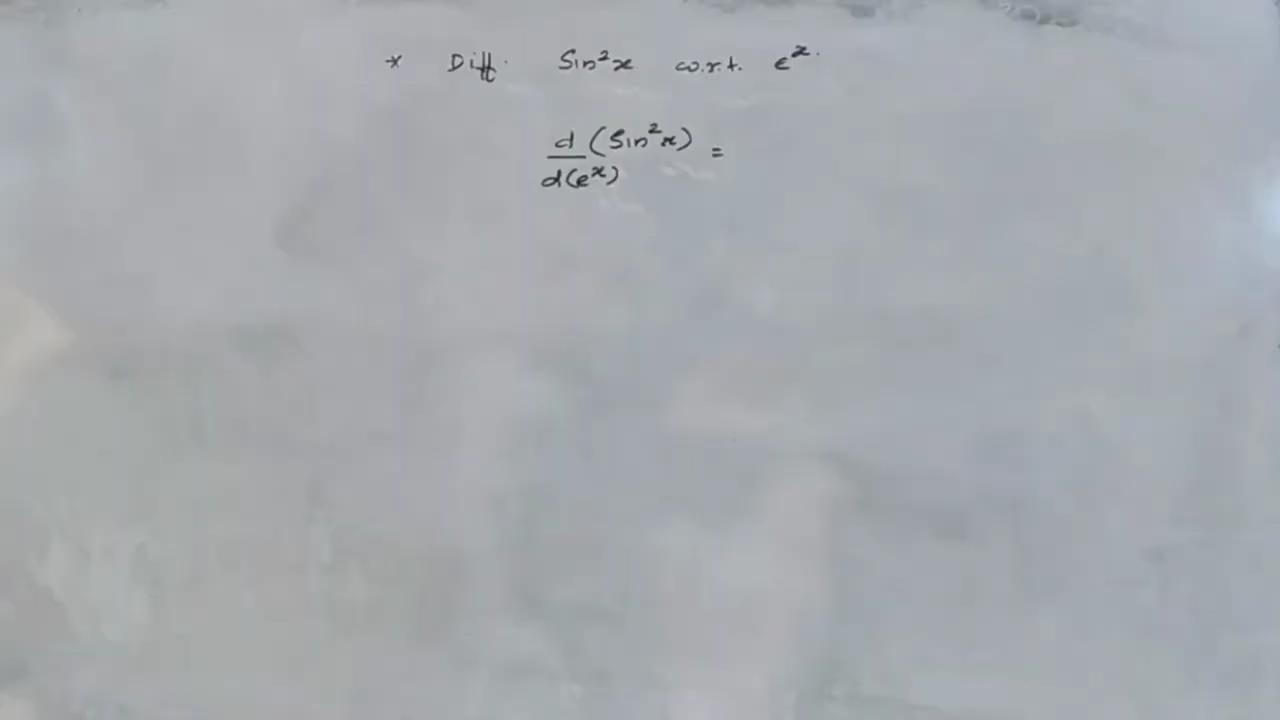 * Diff. Sin²x w.r.t. eˣ.
d/d(eˣ) (Sin²x) =